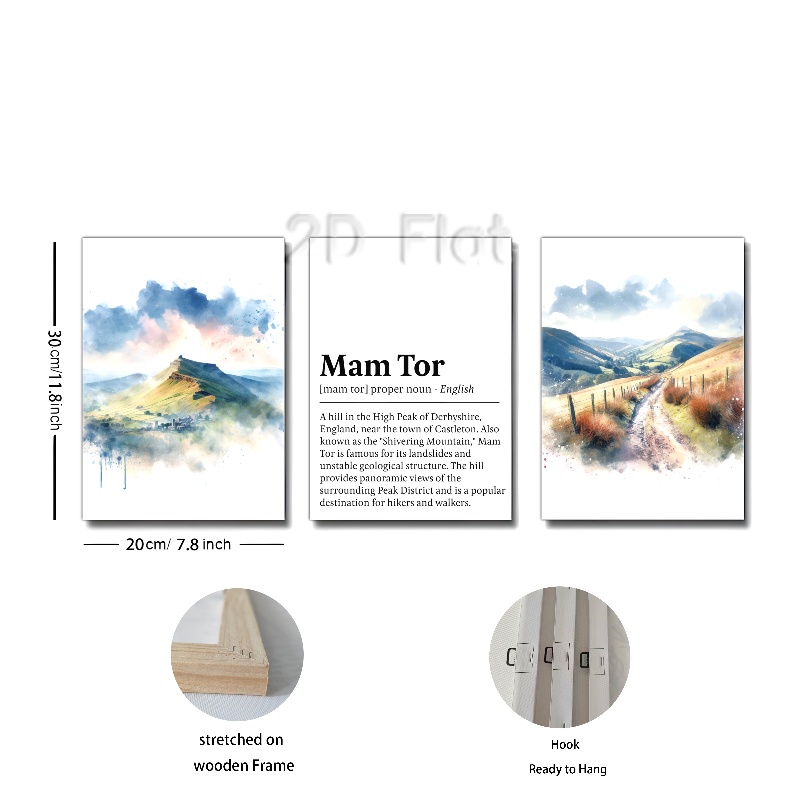 2D Flat
Mam Tor
[mam tor] proper noun - English
A hill in the High Peak of Derbyshire,
England, near the town of Castleton. Also
known as the "Shivering Mountain," Mam
Tor is famous for its landslides and
unstable geological structure. The hill
provides panoramic views of the
surrounding Peak District and is a popular
destination for hikers and walkers.
30cm/11.8inch
20cm/ 7.8 inch
stretched on
wooden Frame
Hook
Ready to Hang